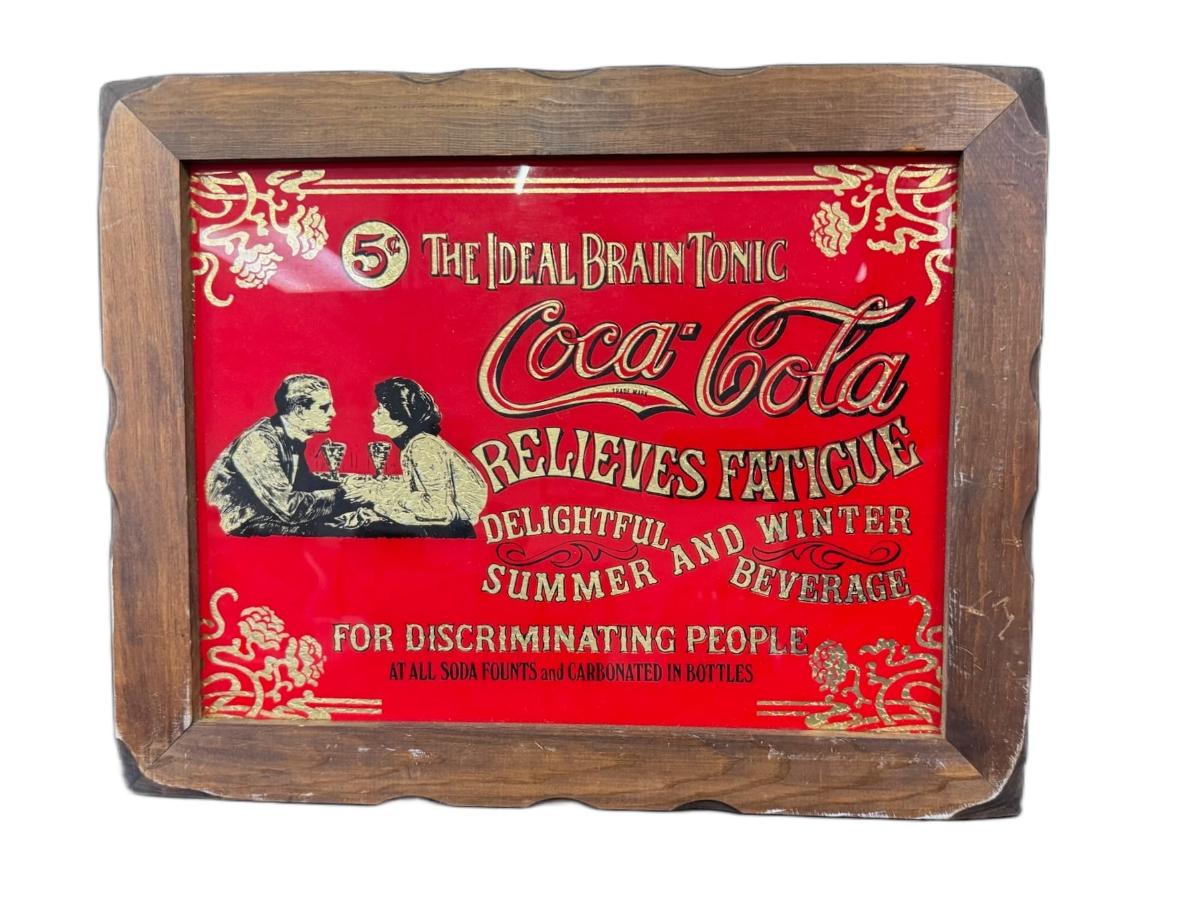 5¢ THE IDEAL BRAIN TONIC
Coca-Cola
TRADE MARK
RELIEVES FATIGUE
DELIGHTFUL
SUMMER AND WINTER
BEVERAGE
FOR DISCRIMINATING PEOPLE
AT ALL SODA FOUNTS and CARBONATED IN BOTTLES